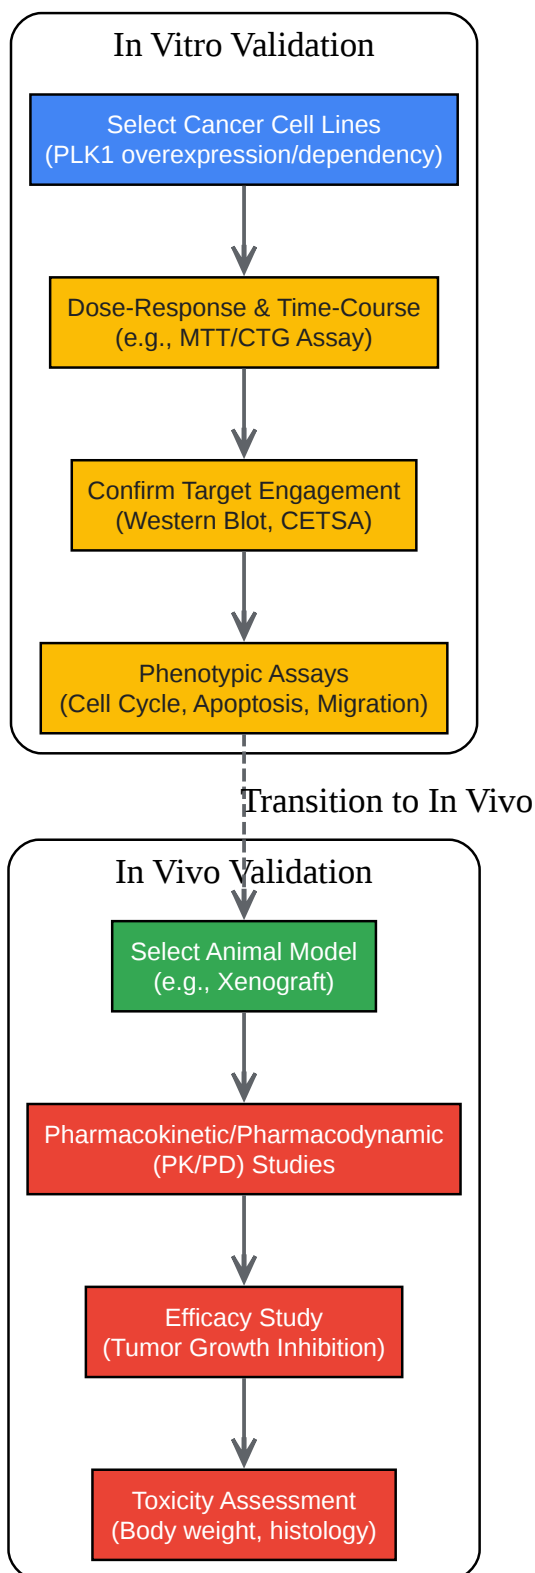 In Vitro Validation
Select Cancer Cell Lines
(PLK1 overexpression/dependency)
Dose-Response & Time-Course
(e.g., MTT/CTG Assay)
Confirm Target Engagement
(Western Blot, CETSA)
Phenotypic Assays
(Cell Cycle, Apoptosis, Migration)
Transition to In Vivo
In Vivo Validation
Select Animal Model
(e.g., Xenograft)
Pharmacokinetic/Pharmacodynamic
(PK/PD) Studies
Efficacy Study
(Tumor Growth Inhibition)
Toxicity Assessment
(Body weight, histology)